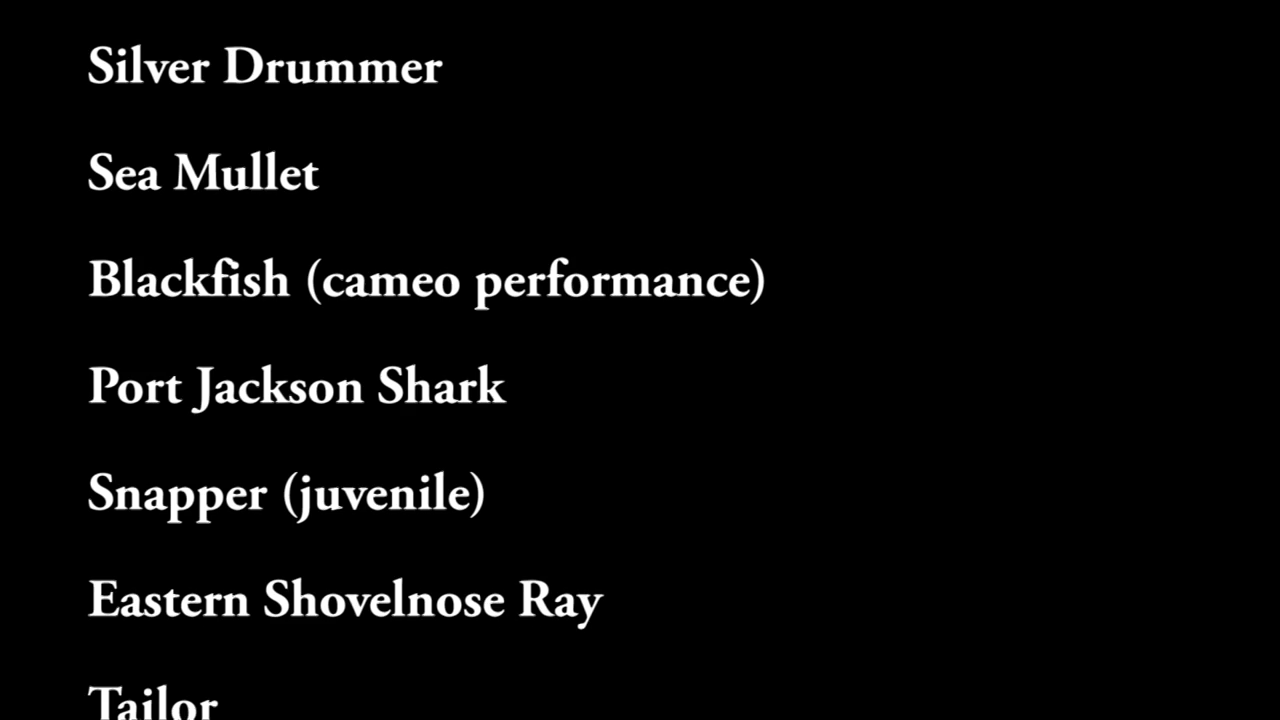 Silver Drummer
Sea Mullet
Blackfish (cameo performance)
Port Jackson Shark
Snapper (juvenile)
Eastern Shovelnose Ray
Tailor